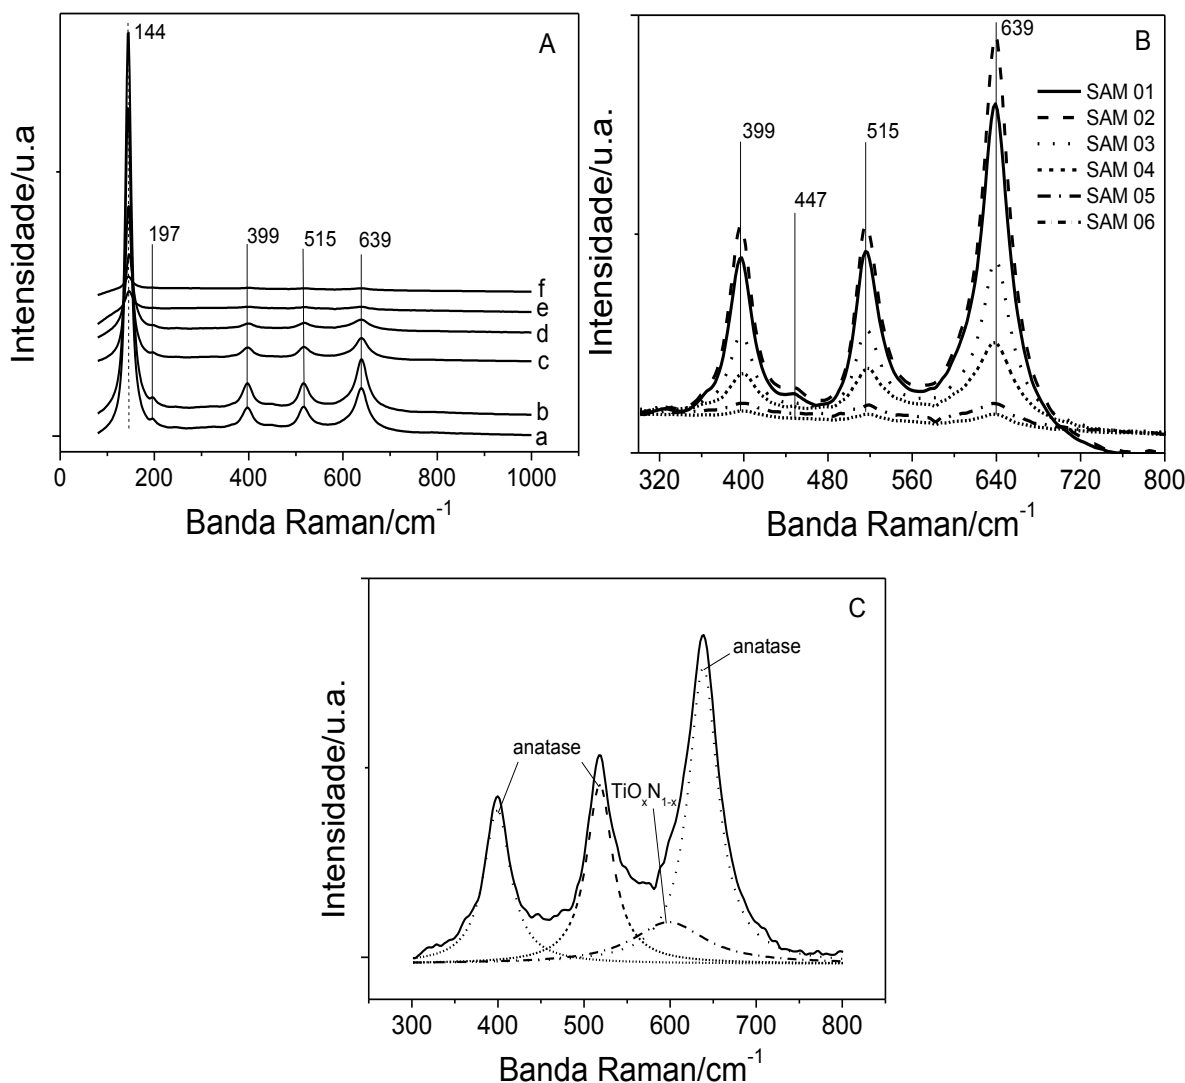 A
144
197
399
515
639
f
e
d
c
b
a
Intensidade/u.a
0 200 400 600 800 1000
Banda Raman/cm⁻¹
B
639
399
515
447
SAM 01
SAM 02
SAM 03
SAM 04
SAM 05
SAM 06
Intensidade/u.a.
320 400 480 560 640 720 800
Banda Raman/cm⁻¹
C
anatase
anatase
TiOₓN₁₋ₓ
Intensidade/u.a.
300 400 500 600 700 800
Banda Raman/cm⁻¹